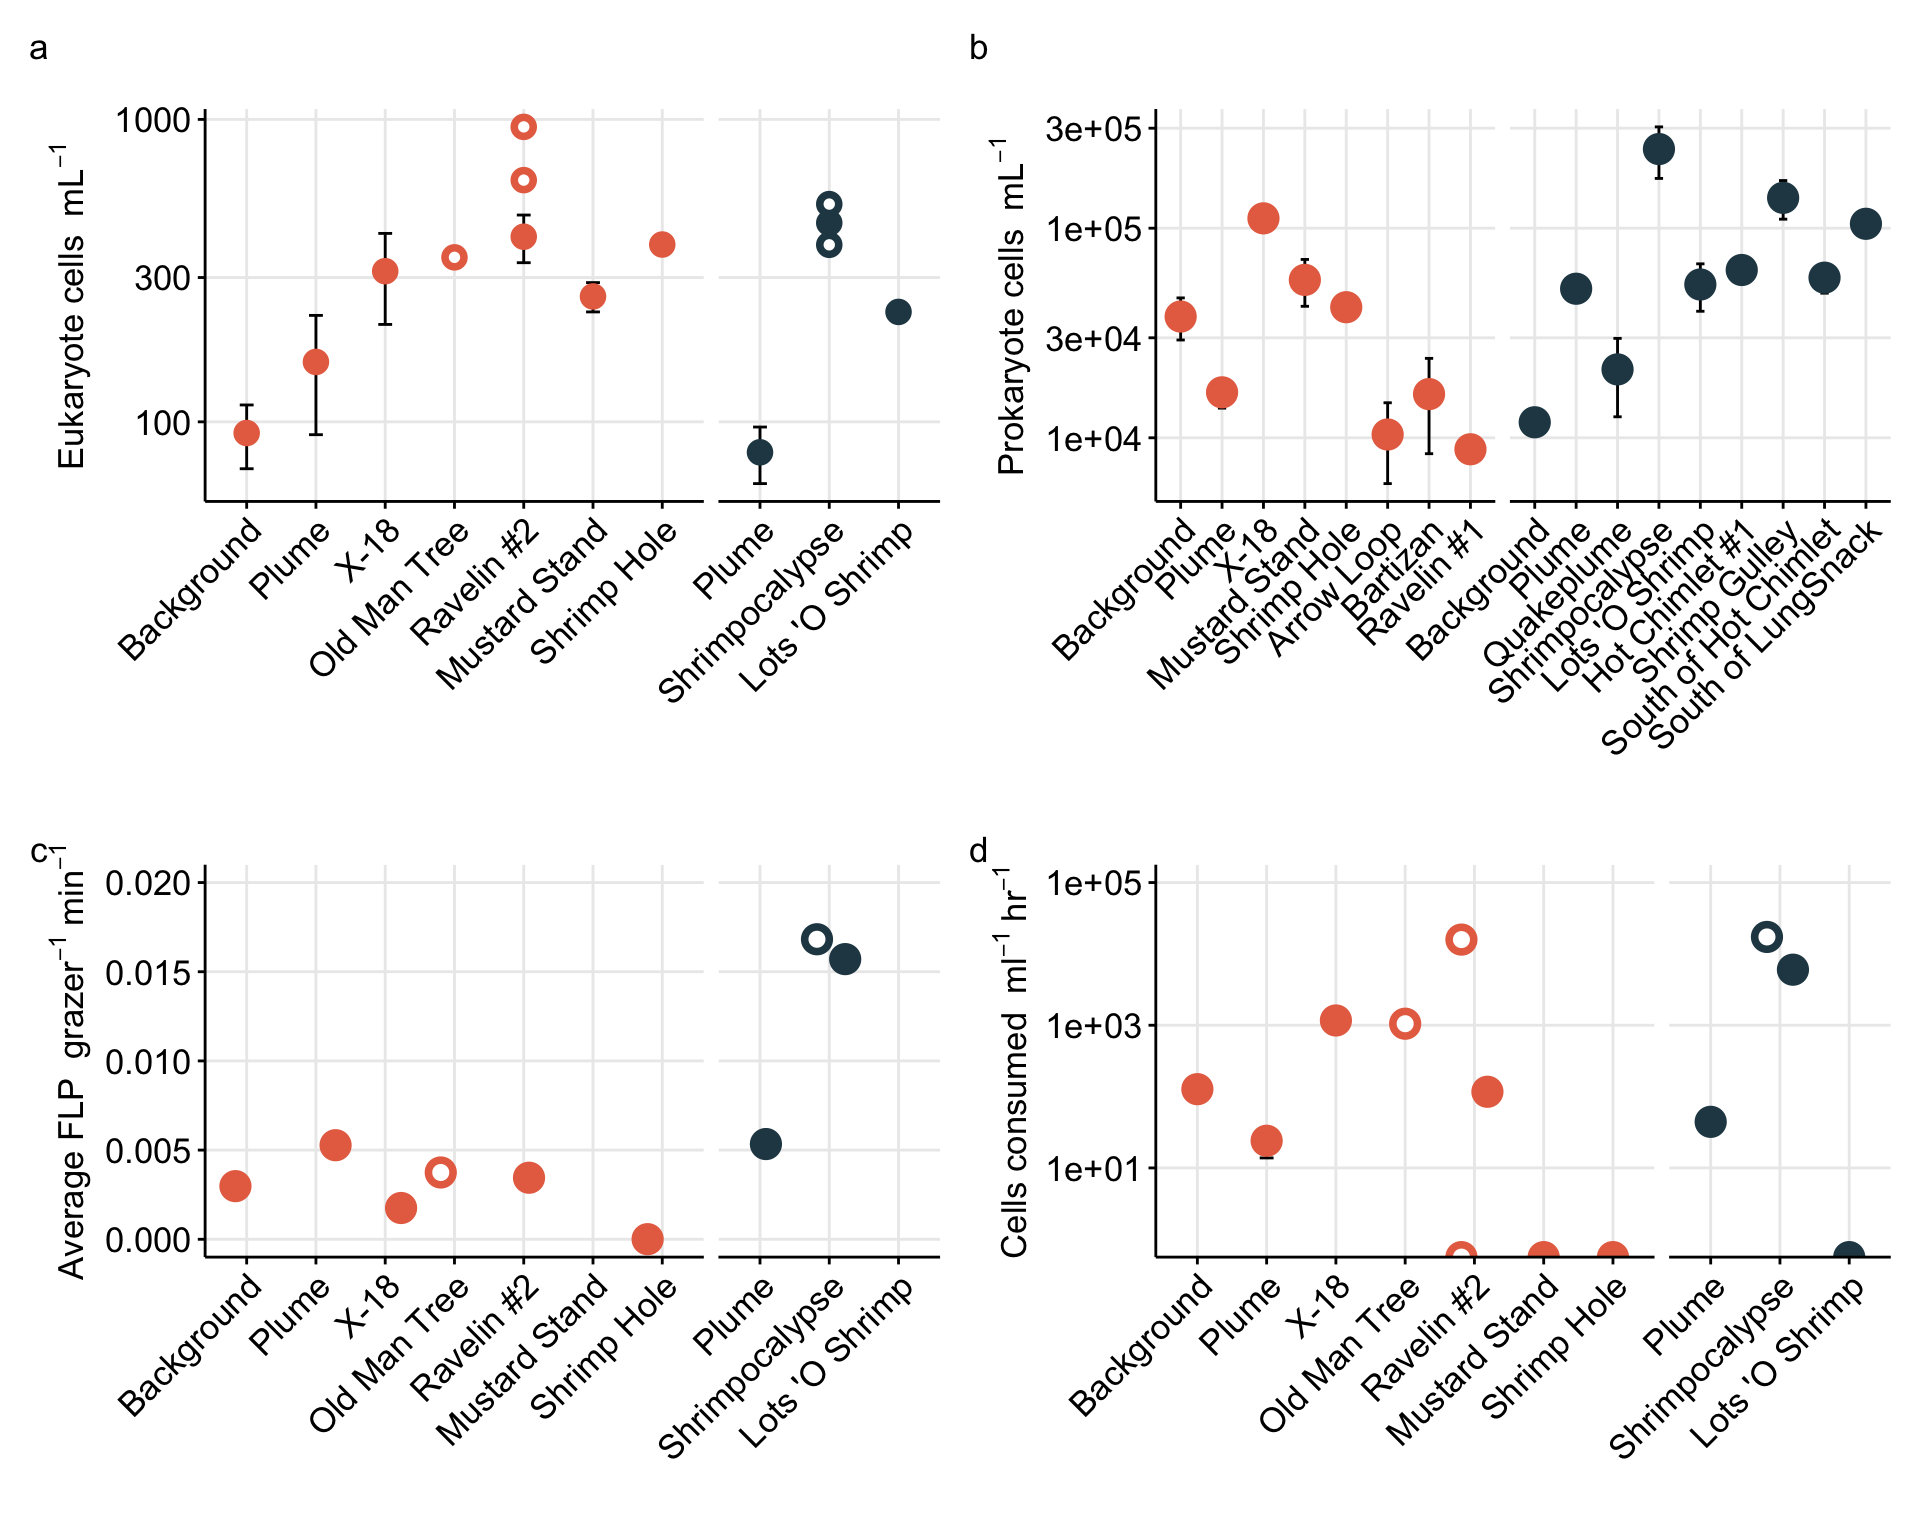 a
Eukaryote cells mL⁻¹
1000
300
100
Background
Plume
X-18
Old Man Tree
Ravelin #2
Mustard Stand
Shrimp Hole
Plume
Shrimpocalypse
Lots 'O Shrimp
b
Prokaryote cells mL⁻¹
3e+05
1e+05
3e+04
1e+04
Background
Plume
X-18
Mustard Stand
Shrimp Hole
Arrow Loop
Bartizan
Ravelin #1
Background
Plume
Quakeplume
Shrimpocalypse
Lots 'O Shrimp
Hot Chimlet #1
Shrimp Gulley
South of Hot Chimlet
South of LungSnack
c
Average FLP grazer⁻¹ min⁻¹
0.020
0.015
0.010
0.005
0.000
Background
Plume
X-18
Old Man Tree
Ravelin #2
Mustard Stand
Shrimp Hole
Plume
Shrimpocalypse
Lots 'O Shrimp
d
Cells consumed ml⁻¹ hr⁻¹
1e+05
1e+03
1e+01
Background
Plume
X-18
Old Man Tree
Ravelin #2
Mustard Stand
Shrimp Hole
Plume
Shrimpocalypse
Lots 'O Shrimp